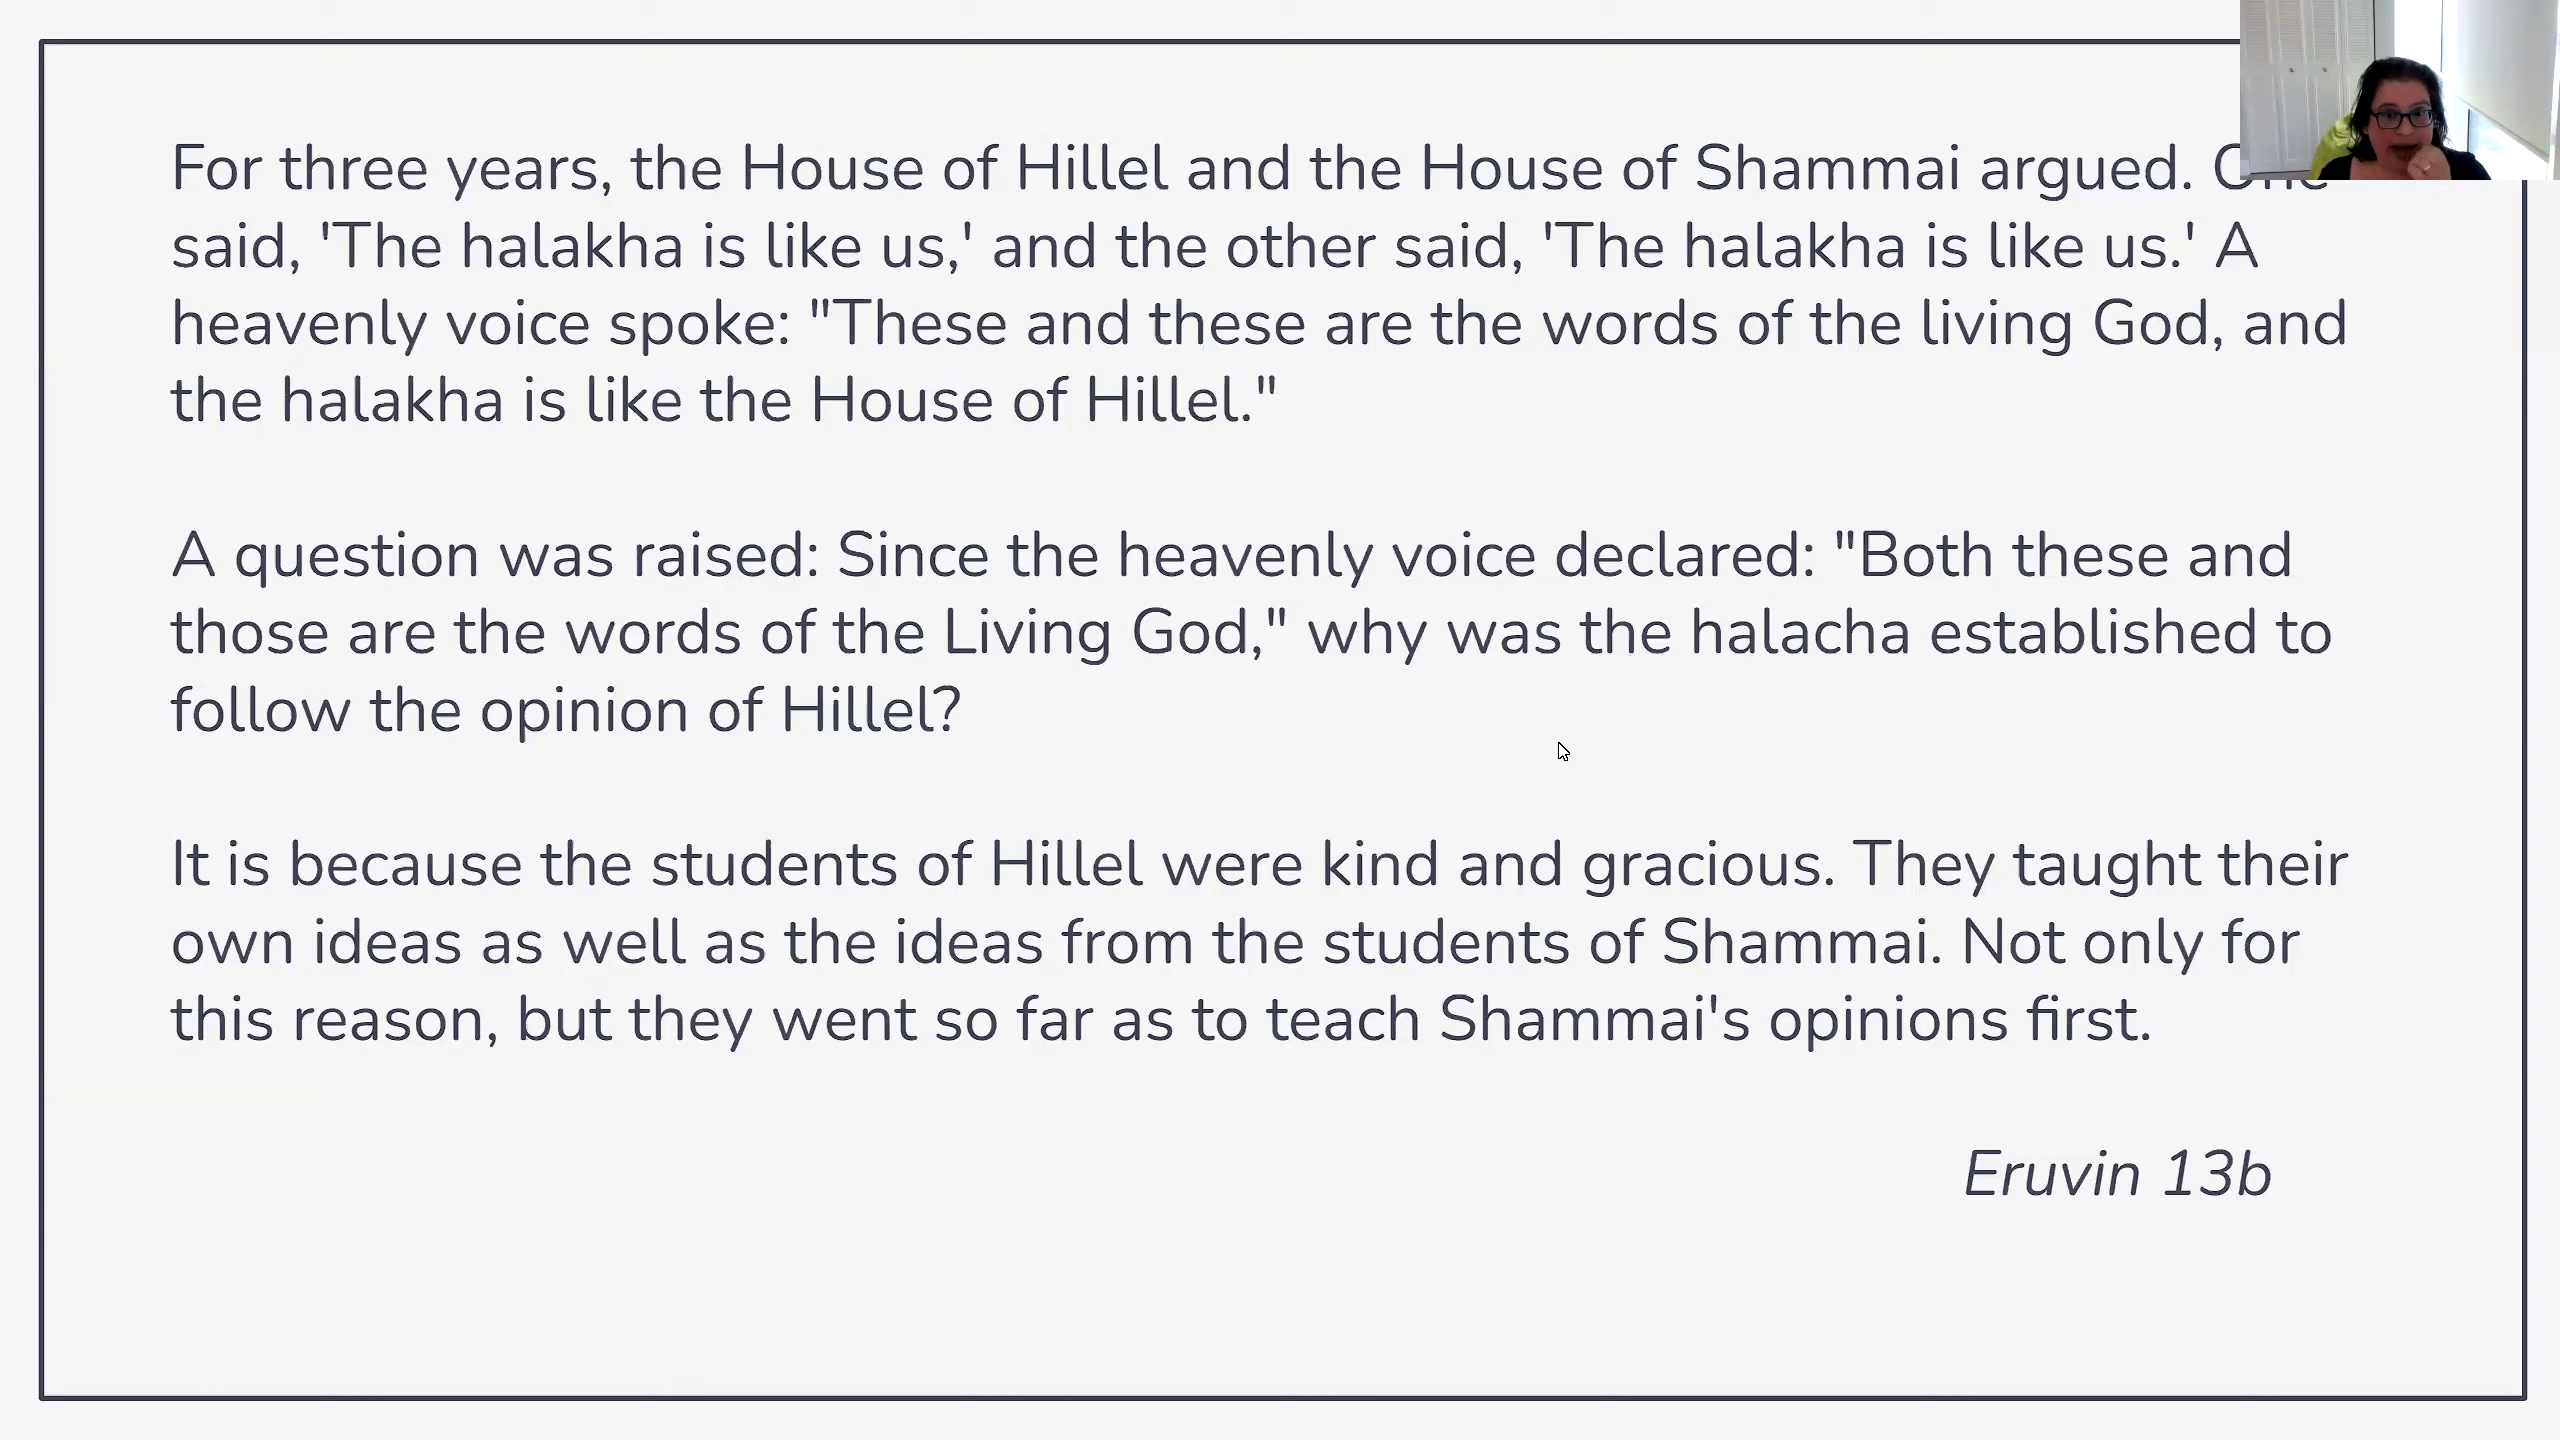 For three years, the House of Hillel and the House of Shammai argued. One
said, 'The halakha is like us,' and the other said, 'The halakha is like us.' A
heavenly voice spoke: "These and these are the words of the living God, and
the halakha is like the House of Hillel."
A question was raised: Since the heavenly voice declared: "Both these and
those are the words of the Living God," why was the halacha established to
follow the opinion of Hillel?
It is because the students of Hillel were kind and gracious. They taught their
own ideas as well as the ideas from the students of Shammai. Not only for
this reason, but they went so far as to teach Shammai's opinions first.
Eruvin 13b